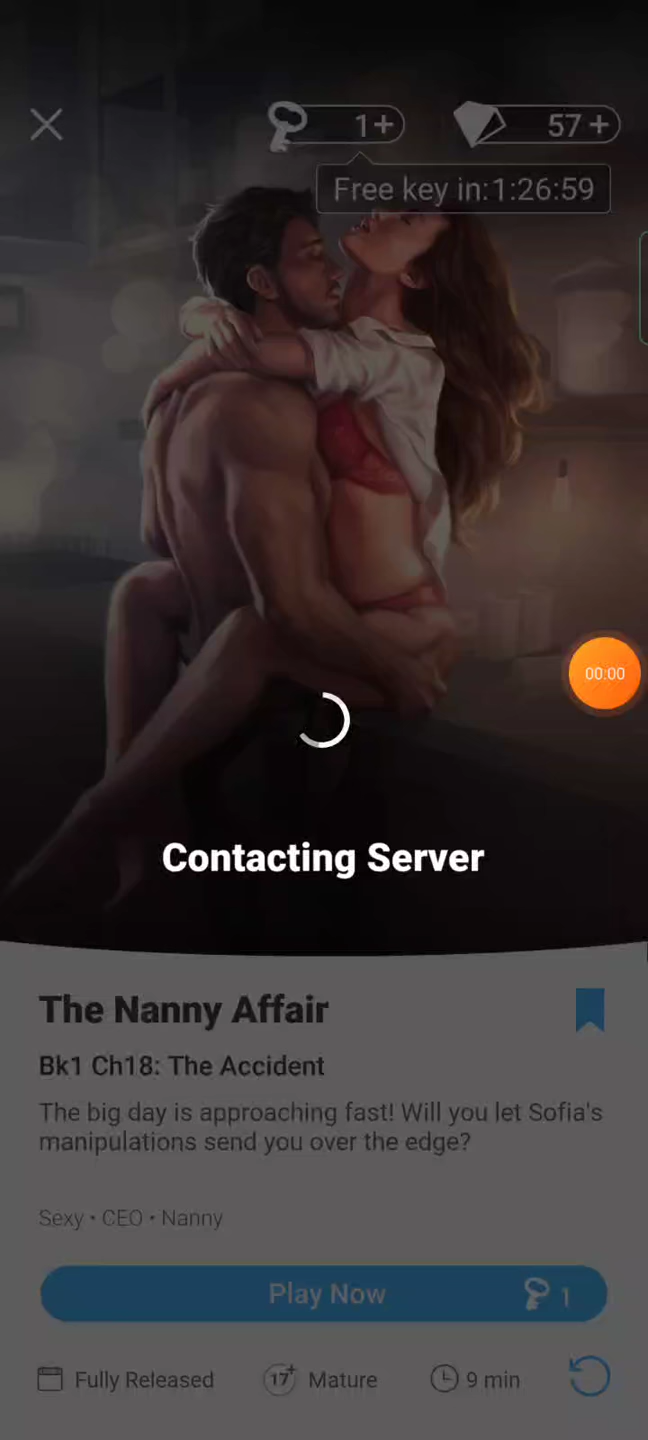 1+
57+
Free key in:1:26:59
00:00
Contacting Server
The Nanny Affair
Bk1 Ch18: The Accident
The big day is approaching fast! Will you let Sofia's
manipulations send you over the edge?
Sexy • CEO • Nanny
Play Now 1
Fully Released 17+ Mature 9 min